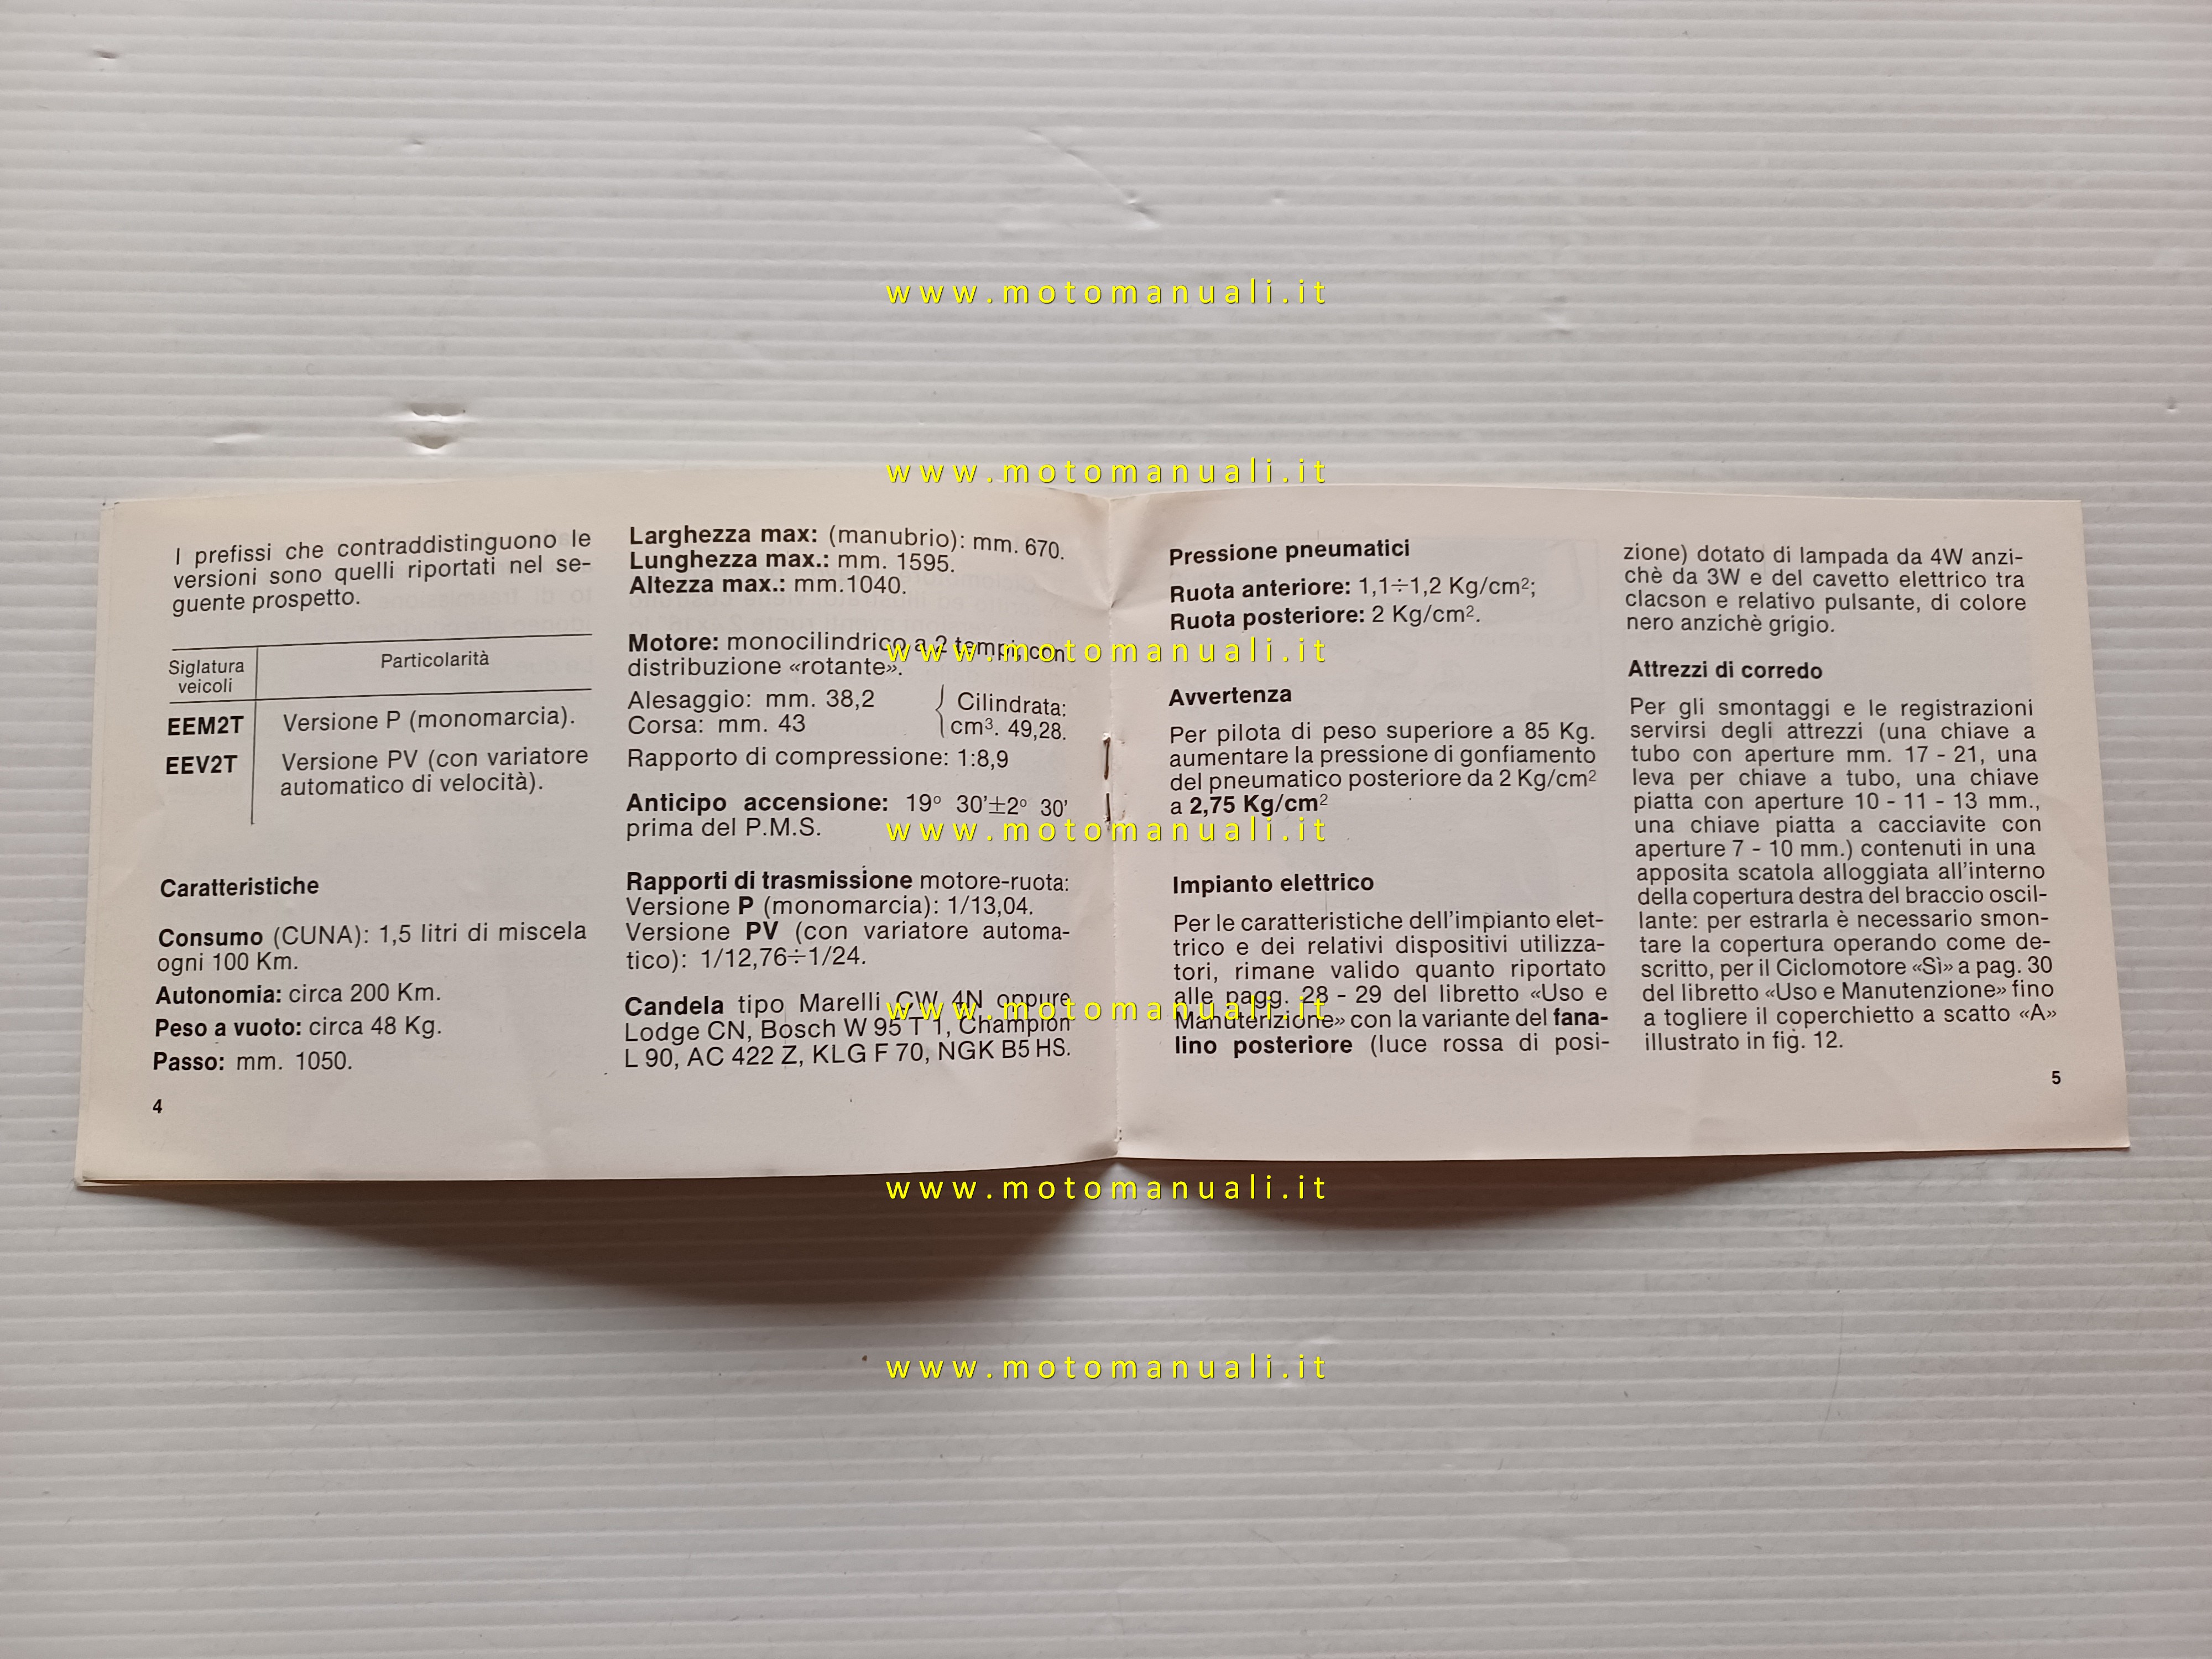 www.motomanuali.it
www.motomanuali.it
I prefissi che contraddistinguono le
versioni sono quelli riportati nel se-
guente prospetto.
Siglatura
veicoli
Particolarità
EEM2T
Versione P (monomarcia).
EEV2T
Versione PV (con variatore
automatico di velocità).
Caratteristiche
Consumo (CUNA): 1,5 litri di miscela
ogni 100 Km.
Autonomia: circa 200 Km.
Peso a vuoto: circa 48 Kg.
Passo: mm. 1050.
4
Larghezza max: (manubrio): mm. 670.
Lunghezza max.: mm. 1595.
Altezza max.: mm.1040.
Motore: monocilindrico a 2 tempi, con
distribuzione «rotante».
Alesaggio: mm. 38,2
Corsa: mm. 43
Cilindrata:
cm³. 49,28.
Rapporto di compressione: 1:8,9
Anticipo accensione: 19° 30'±2° 30'
prima del P.M.S.
Rapporti di trasmissione motore-ruota:
Versione P (monomarcia): 1/13,04.
Versione PV (con variatore automa-
tico): 1/12,76÷1/24.
Candela tipo Marelli CW 4N oppure
Lodge CN, Bosch W 95 T 1, Champion
L 90, AC 422 Z, KLG F 70, NGK B5 HS.
Pressione pneumatici
Ruota anteriore: 1,1÷1,2 Kg/cm²;
Ruota posteriore: 2 Kg/cm².
www.motomanuali.it
Avvertenza
Per pilota di peso superiore a 85 Kg.
aumentare la pressione di gonfiamento
del pneumatico posteriore da 2 Kg/cm²
a 2,75 Kg/cm²
www.motomanuali.it
Impianto elettrico
Per le caratteristiche dell'impianto elet-
trico e dei relativi dispositivi utilizza-
tori, rimane valido quanto riportato
alle pagg. 28 - 29 del libretto «Uso e
Manutenzione» con la variante del fana-
lino posteriore (luce rossa di posi-
www.motomanuali.it
zione) dotato di lampada da 4W anzi-
chè da 3W e del cavetto elettrico tra
clacson e relativo pulsante, di colore
nero anzichè grigio.
Attrezzi di corredo
Per gli smontaggi e le registrazioni
servirsi degli attrezzi (una chiave a
tubo con aperture mm. 17 - 21, una
leva per chiave a tubo, una chiave
piatta con aperture 10 - 11 - 13 mm.,
una chiave piatta a cacciavite con
aperture 7 - 10 mm.) contenuti in una
apposita scatola alloggiata all'interno
della copertura destra del braccio oscil-
lante: per estrarla è necessario smon-
tare la copertura operando come de-
scritto, per il Ciclomotore «Sì» a pag. 30
del libretto «Uso e Manutenzione» fino
a togliere il coperchietto a scatto «A»
illustrato in fig. 12.
5
www.motomanuali.it
www.motomanuali.it